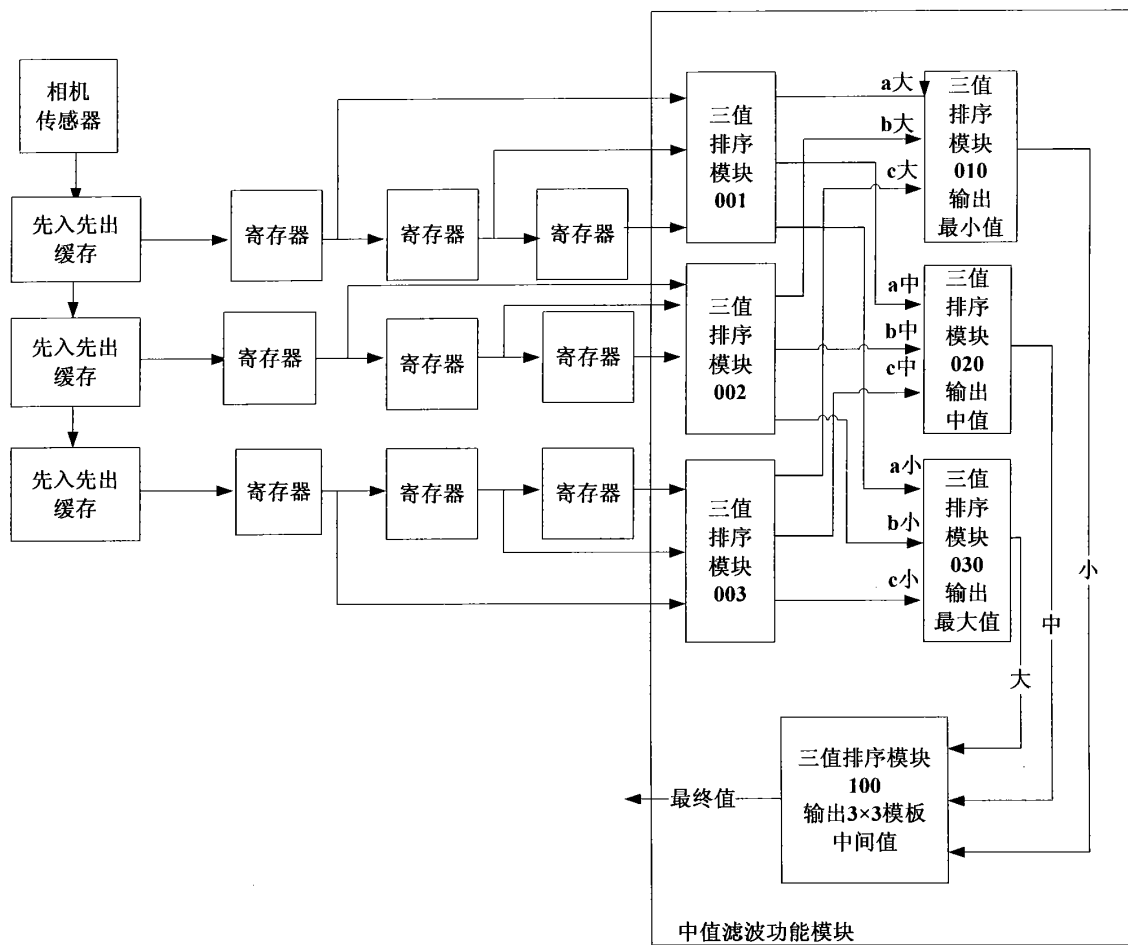 相机
传感器
先入先出
缓存
先入先出
缓存
先入先出
缓存
寄存器
寄存器
寄存器
寄存器
寄存器
寄存器
寄存器
寄存器
寄存器
三值
排序
模块
001
三值
排序
模块
002
三值
排序
模块
003
a大
b大
c大
a中
b中
c中
a小
b小
c小
三值
排序
模块
010
输出
最小值
三值
排序
模块
020
输出
中值
三值
排序
模块
030
输出
最大值
小
中
大
三值排序模块
100
输出3×3模板
中间值
最终值
中值滤波功能模块